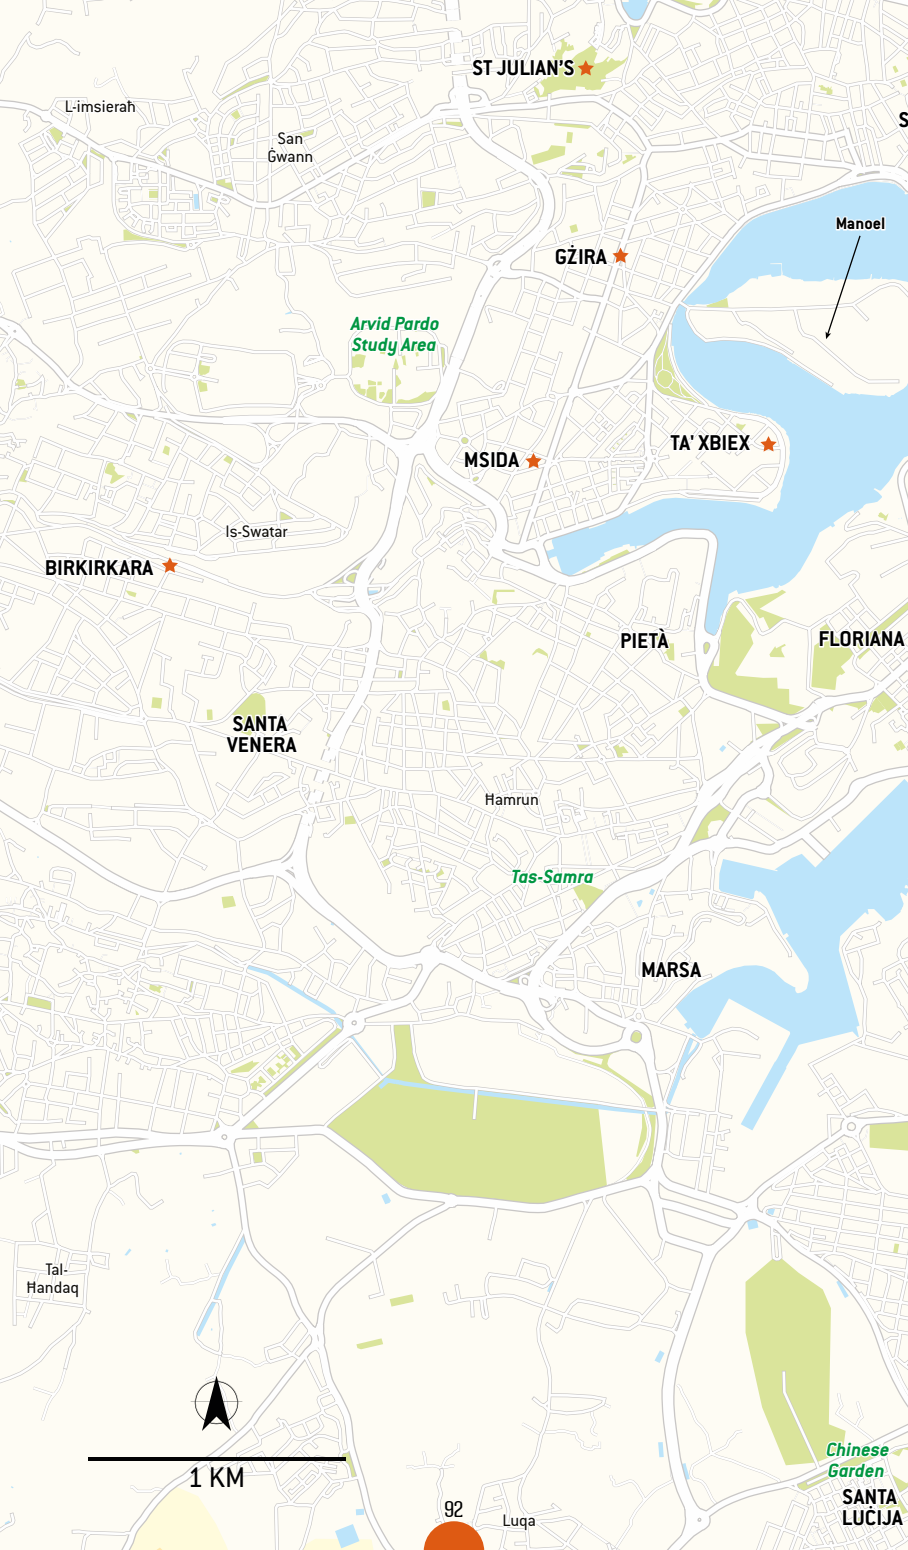 ST JULIAN'S
L-imsieraħ
S
San
Ġwann
Manoel
GŻIRA
Arvid Pardo
Study Area
TA' XBIEX
MSIDA
Is-Swatar
BIRKIRKARA
PIETÀ
FLORIANA
SANTA
VENERA
Ħamrun
Tas-Samra
MARSA
Tal-
Ħandaq
1 KM
Chinese
Garden
SANTA
LUĊIJA
92
Luqa